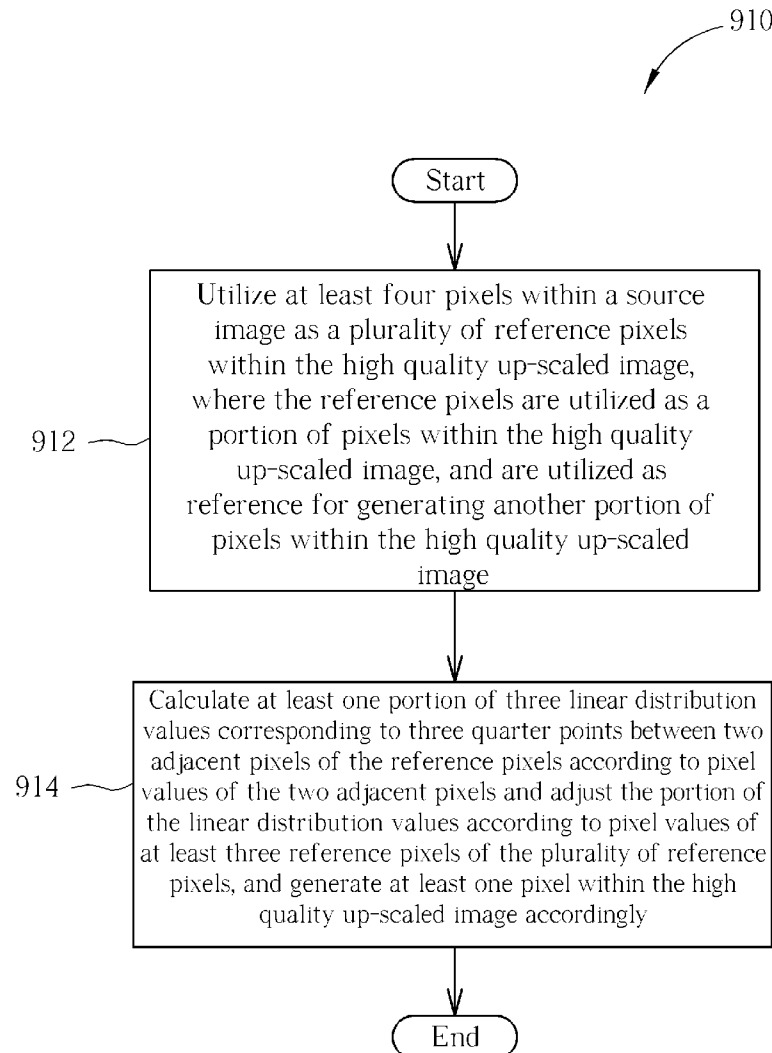 910
Start
Utilize at least four pixels within a source
image as a plurality of reference pixels
within the high quality up-scaled image,
where the reference pixels are utilized as a
portion of pixels within the high quality
up-scaled image, and are utilized as
reference for generating another portion of
pixels within the high quality up-scaled
image
912
Calculate at least one portion of three linear distribution
values corresponding to three quarter points between two
adjacent pixels of the reference pixels according to pixel
values of the two adjacent pixels and adjust the portion of
the linear distribution values according to pixel values of
at least three reference pixels of the plurality of reference
pixels, and generate at least one pixel within the high
quality up-scaled image accordingly
914
End